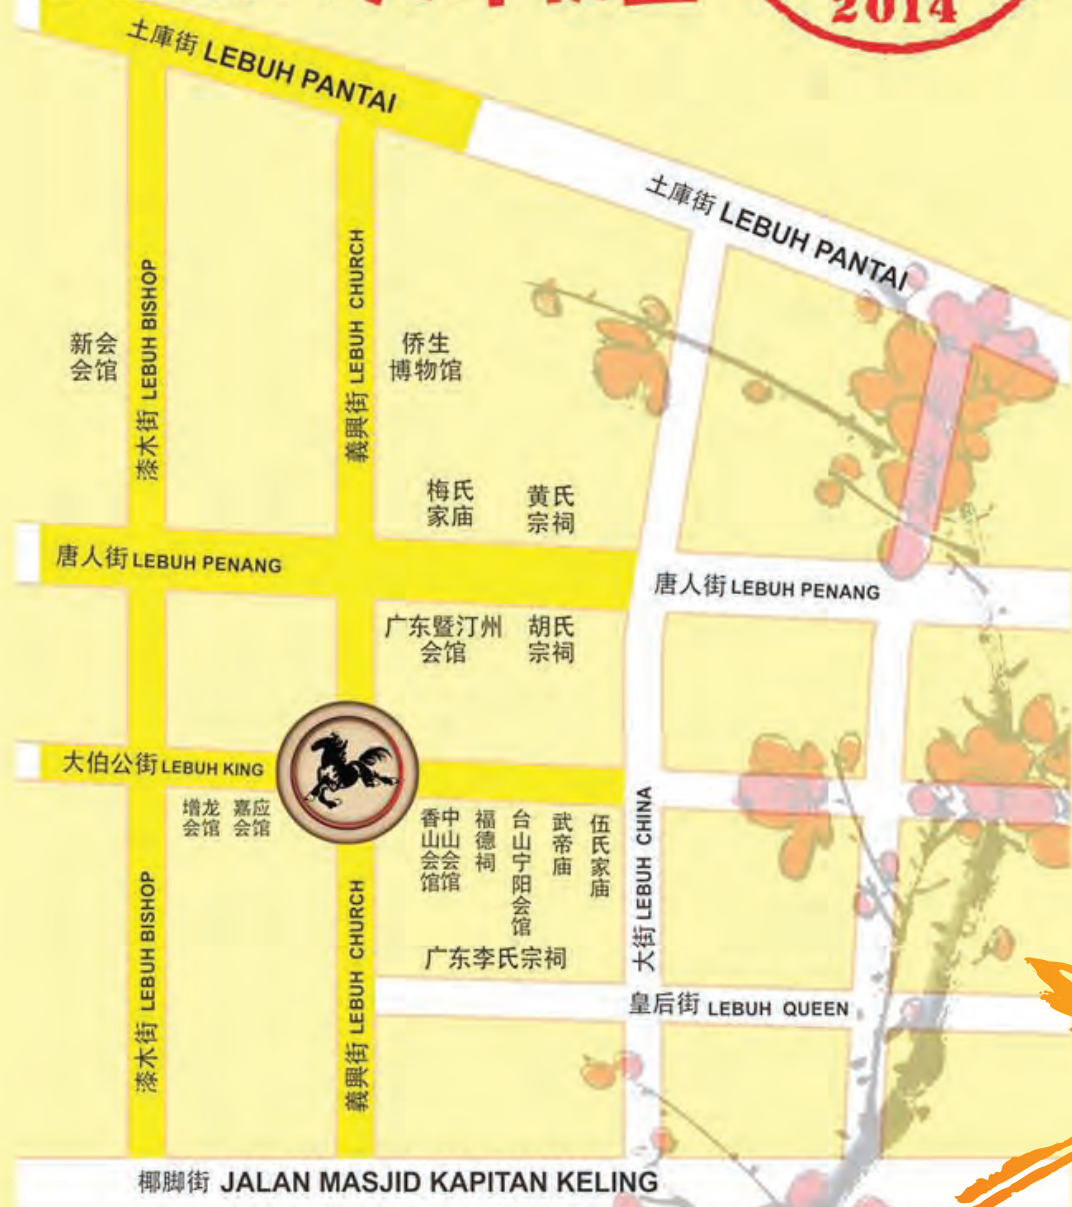 2014
土庫街 LEBUH PANTAI
土庫街 LEBUH PANTAI
漆木街 LEBUH BISHOP
義興街 LEBUH CHURCH
新会
会馆
侨生
博物馆
梅氏
家庙
黄氏
宗祠
唐人街 LEBUH PENANG
唐人街 LEBUH PENANG
广东暨汀州
会馆
胡氏
宗祠
大伯公街 LEBUH KING
增龙
会馆
嘉应
会馆
香山会馆
中山会馆
福德祠
台山宁阳会馆
武帝庙
伍氏家庙
大街 LEBUH CHINA
广东李氏宗祠
漆木街 LEBUH BISHOP
義興街 LEBUH CHURCH
皇后街 LEBUH QUEEN
椰脚街 JALAN MASJID KAPITAN KELING